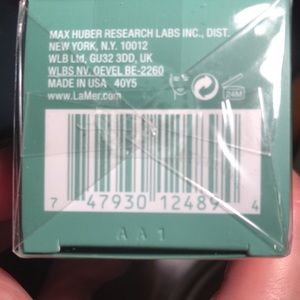 MAX HUBER RESEARCH LABS INC., DIST.
NEW YORK, N.Y. 10012
WLB Ltd, GU32 3DD, UK
WLBS NV, OEVEL BE-2260
MADE IN USA 40Y5
www.LaMer.com
24M
7 47930 12489 4
AA1